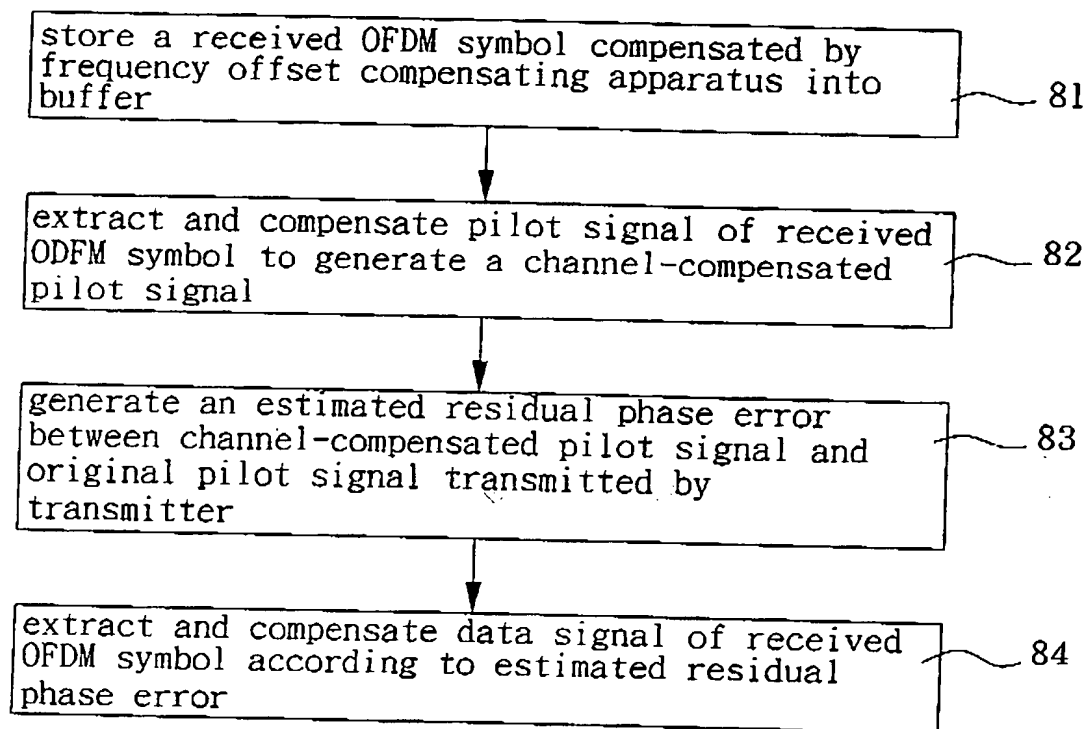 store a received OFDM symbol compensated by
frequency offset compensating apparatus into
buffer
81
extract and compensate pilot signal of received
ODFM symbol to generate a channel-compensated
pilot signal
82
generate an estimated residual phase error
between channel-compensated pilot signal and
original pilot signal transmitted by
transmitter
83
extract and compensate data signal of received
OFDM symbol according to estimated residual
phase error
84